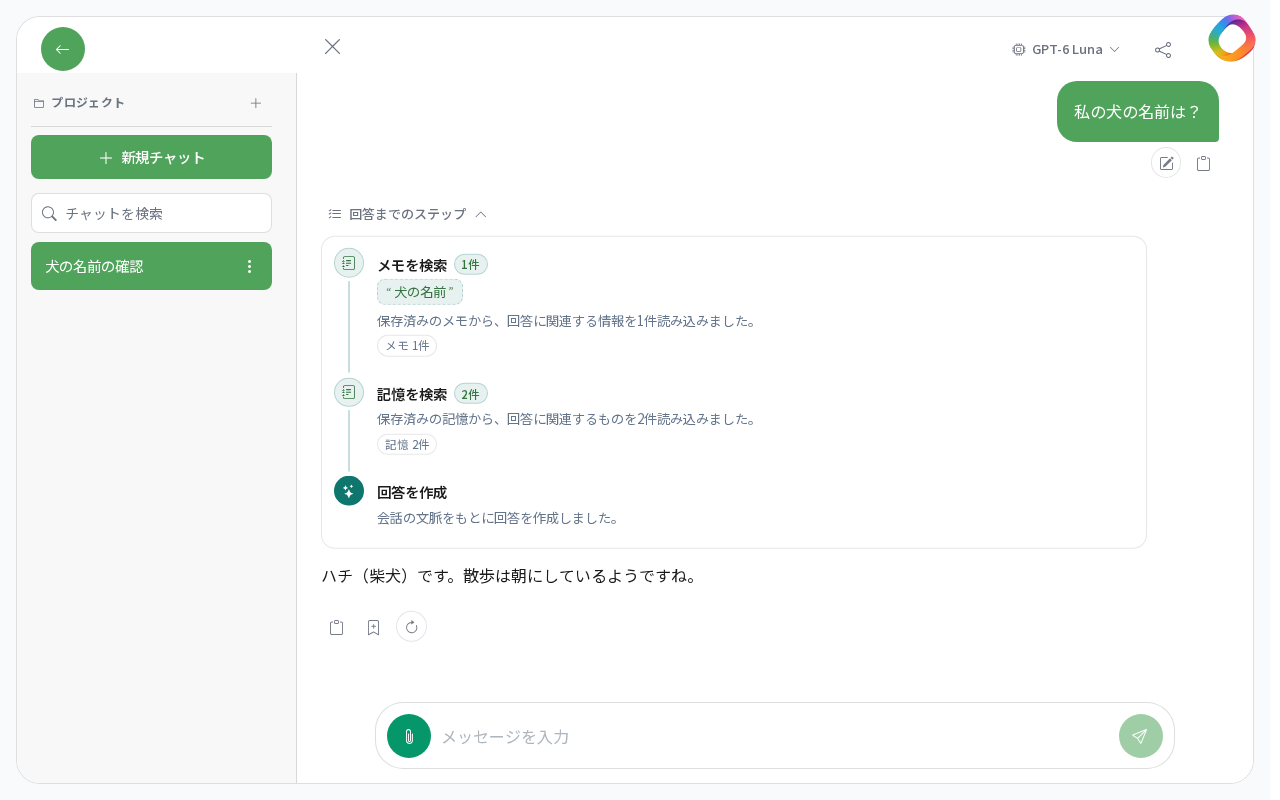 GPT-6 Luna
プロジェクト
新規チャット
チャットを検索
犬の名前の確認
私の犬の名前は？
回答までのステップ
メモを検索 1件
“ 犬の名前 ”
保存済みのメモから、回答に関連する情報を1件読み込みました。
メモ 1件
記憶を検索 2件
保存済みの記憶から、回答に関連するものを2件読み込みました。
記憶 2件
回答を作成
会話の文脈をもとに回答を作成しました。
ハチ（柴犬）です。散歩は朝にしているようですね。
メッセージを入力